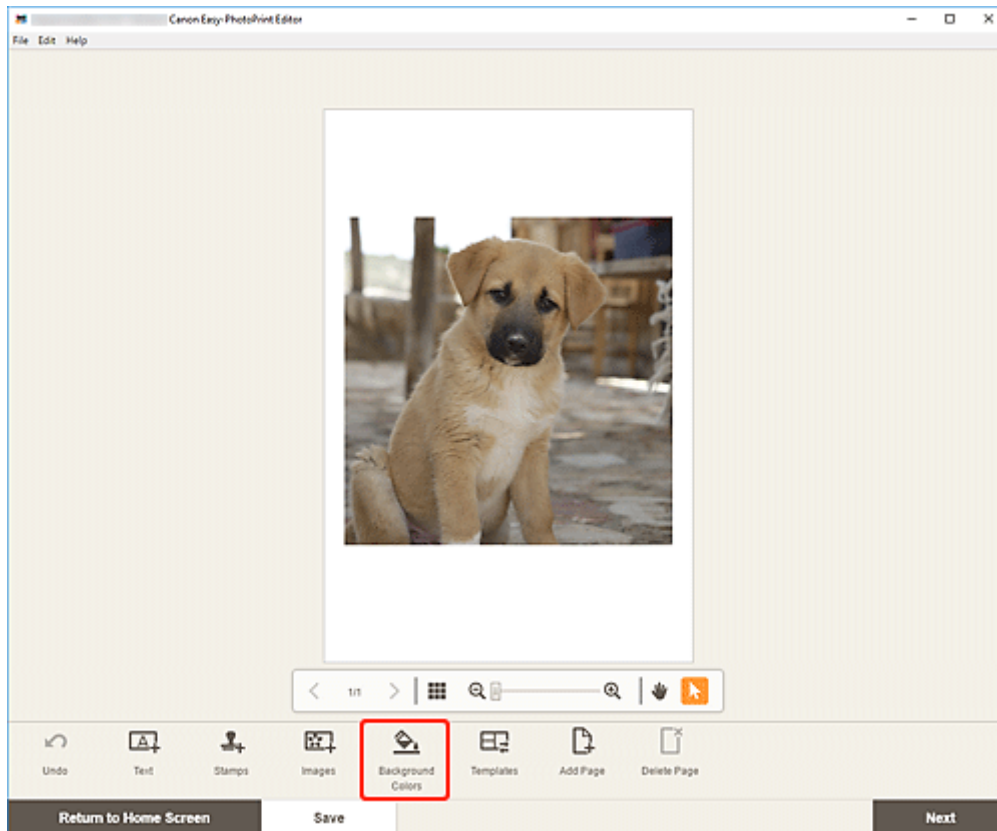 Canon Easy-PhotoPrint Editor
File Edit Help
1/1
Undo Text Stamps Images Background Colors Templates Add Page Delete Page
Return to Home Screen Save Next